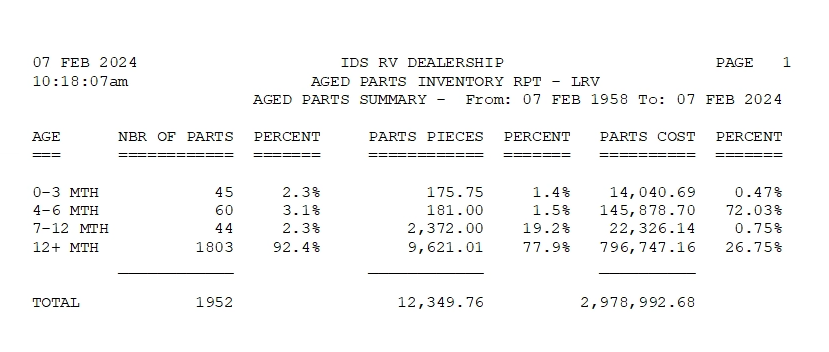 07 FEB 2024 IDS RV DEALERSHIP PAGE 1
10:18:07am AGED PARTS INVENTORY RPT - LRV
AGED PARTS SUMMARY - From: 07 FEB 1958 To: 07 FEB 2024
AGE NBR OF PARTS PERCENT PARTS PIECES PERCENT PARTS COST PERCENT
=== ============ ======= ============ ======= ========== =======
0-3 MTH 45 2.3% 175.75 1.4% 14,040.69 0.47%
4-6 MTH 60 3.1% 181.00 1.5% 145,878.70 72.03%
7-12 MTH 44 2.3% 2,372.00 19.2% 22,326.14 0.75%
12+ MTH 1803 92.4% 9,621.01 77.9% 796,747.16 26.75%
____________ ____________ __________
TOTAL 1952 12,349.76 2,978,992.68